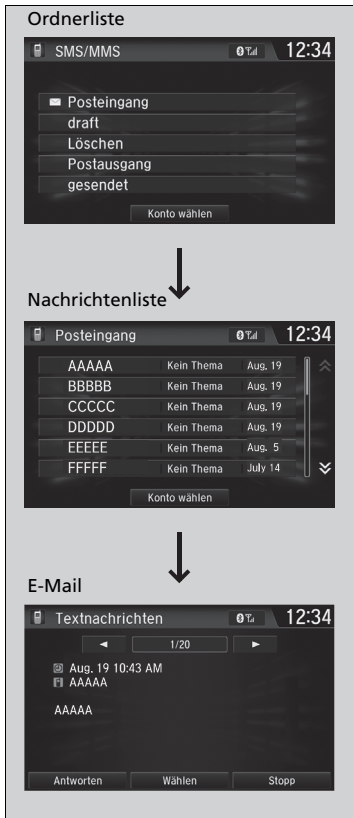 Ordnerliste
SMS/MMS 12:34
Posteingang
draft
Löschen
Postausgang
gesendet
Konto wählen
Nachrichtenliste
Posteingang 12:34
AAAAA Kein Thema Aug. 19
BBBBB Kein Thema Aug. 19
CCCCC Kein Thema Aug. 19
DDDDD Kein Thema Aug. 19
EEEEE Kein Thema Aug. 5
FFFFF Kein Thema July 14
Konto wählen
E-Mail
Textnachrichten 12:34
1/20
Aug. 19 10:43 AM
AAAAA
AAAAA
Antworten Wählen Stopp